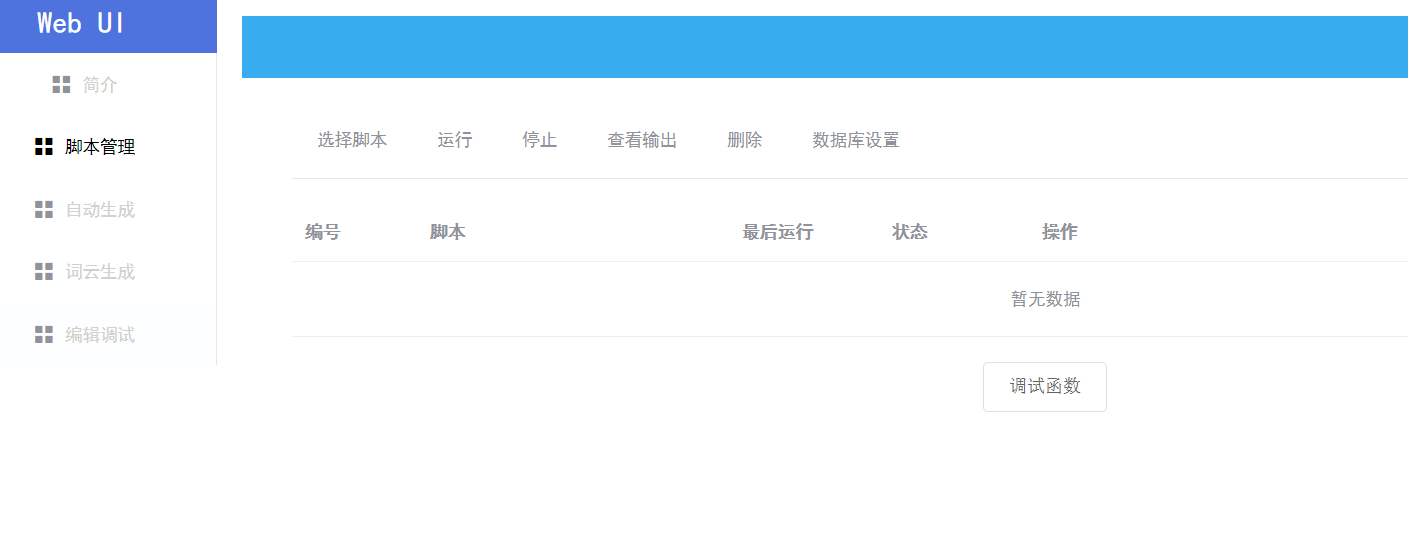 Web UI
简介
脚本管理
自动生成
词云生成
编辑调试
选择脚本 运行 停止 查看输出 删除 数据库设置
编号 脚本 最后运行 状态 操作
暂无数据
调试函数